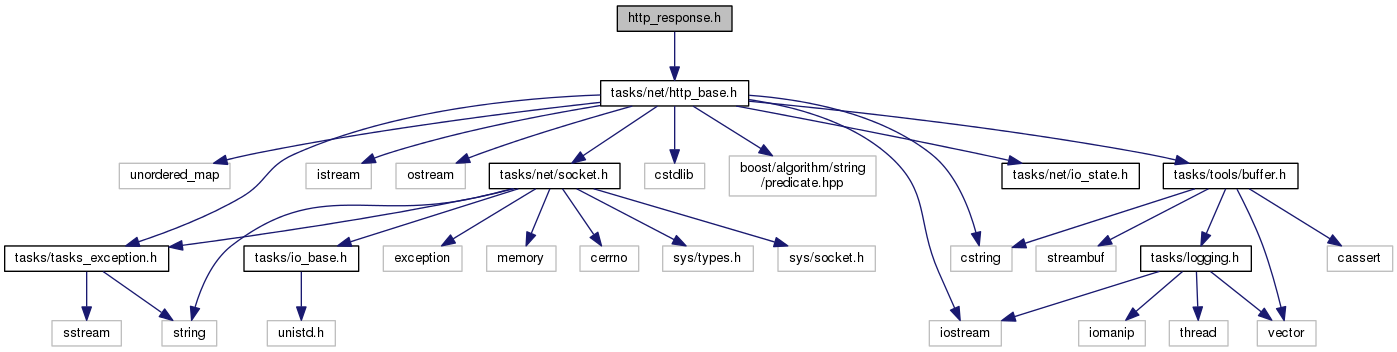 http_response.h
tasks/net/http_base.h
unordered_map
istream
ostream
tasks/net/socket.h
cstdlib
boost/algorithm/string
/predicate.hpp
tasks/net/io_state.h
tasks/tools/buffer.h
tasks/tasks_exception.h
tasks/io_base.h
exception
memory
cerrno
sys/types.h
sys/socket.h
cstring
streambuf
tasks/logging.h
cassert
sstream
string
unistd.h
iostream
iomanip
thread
vector